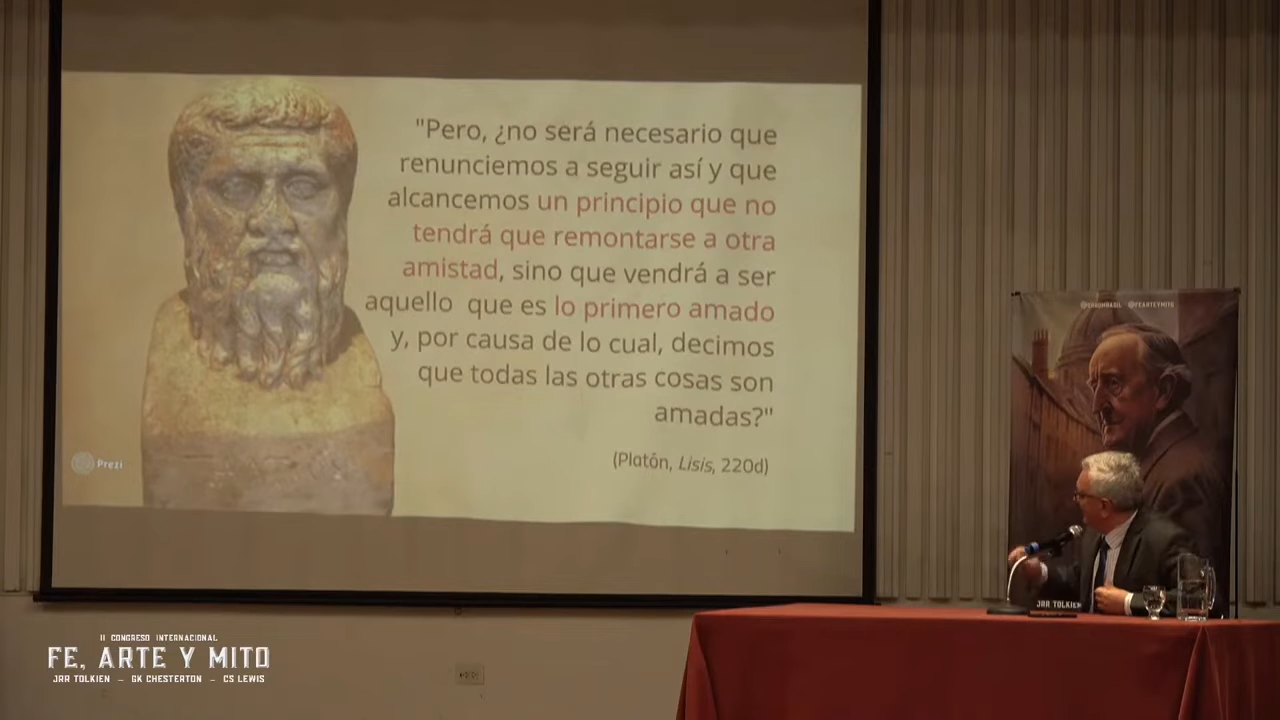 "Pero, ¿no será necesario que
renunciemos a seguir así y que
alcancemos un principio que no
tendrá que remontarse a otra
amistad, sino que vendrá a ser
aquello que es lo primero amado
y, por causa de lo cual, decimos
que todas las otras cosas son
amadas?"
(Platón, Lisis, 220d)
Prezi
@FEARTEYMITO
JRR TOLKIEN
II CONGRESO INTERNACIONAL
FE, ARTE Y MITO
JRR TOLKIEN – GK CHESTERTON – CS LEWIS